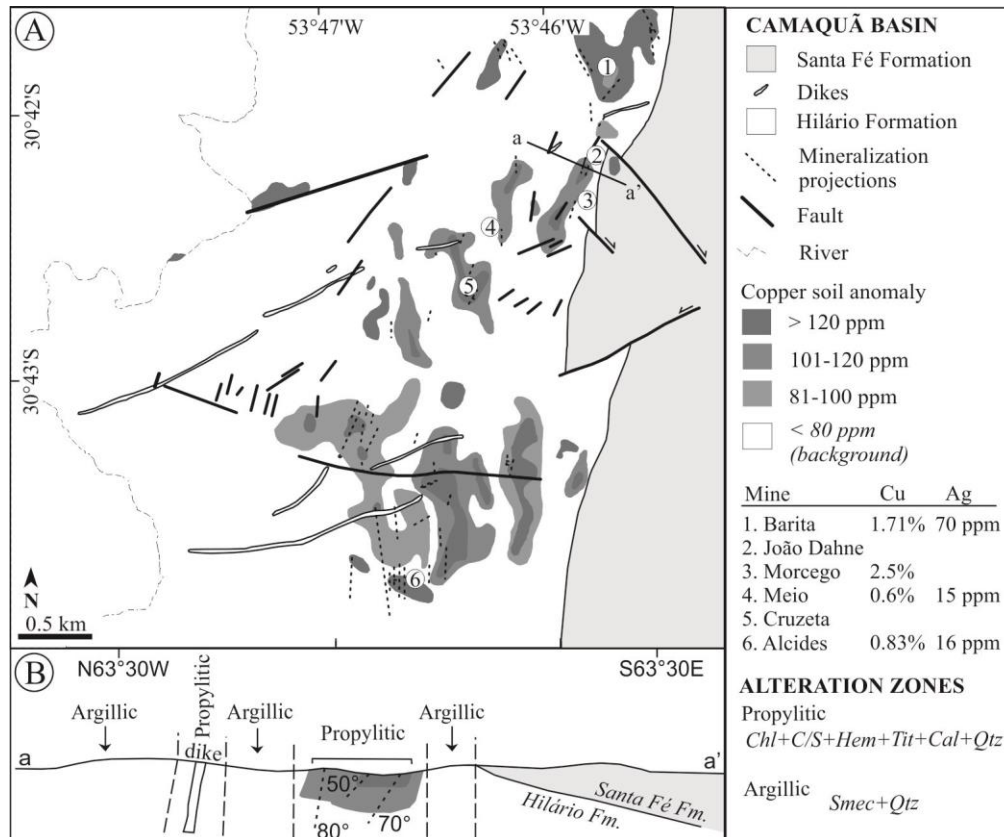 A
53°47'W
53°46'W
30°42'S
30°43'S
1
a
2
a'
3
4
5
6
N
0.5 km
CAMAQUÃ BASIN
Santa Fé Formation
Dikes
Hilário Formation
Mineralization
projections
Fault
River
Copper soil anomaly
> 120 ppm
101-120 ppm
81-100 ppm
< 80 ppm
(background)
Mine Cu Ag
1. Barita 1.71% 70 ppm
2. João Dahne
3. Morcego 2.5%
4. Meio 0.6% 15 ppm
5. Cruzeta
6. Alcides 0.83% 16 ppm
ALTERATION ZONES
Propylitic
Chl+C/S+Hem+Tit+Cal+Qtz
Argillic
Smec+Qtz
B
N63°30W
S63°30E
Argillic
Propylitic
Argillic
Propylitic
Argillic
dike
a
a'
50°
80°
70°
Santa Fé Fm.
Hilário Fm.